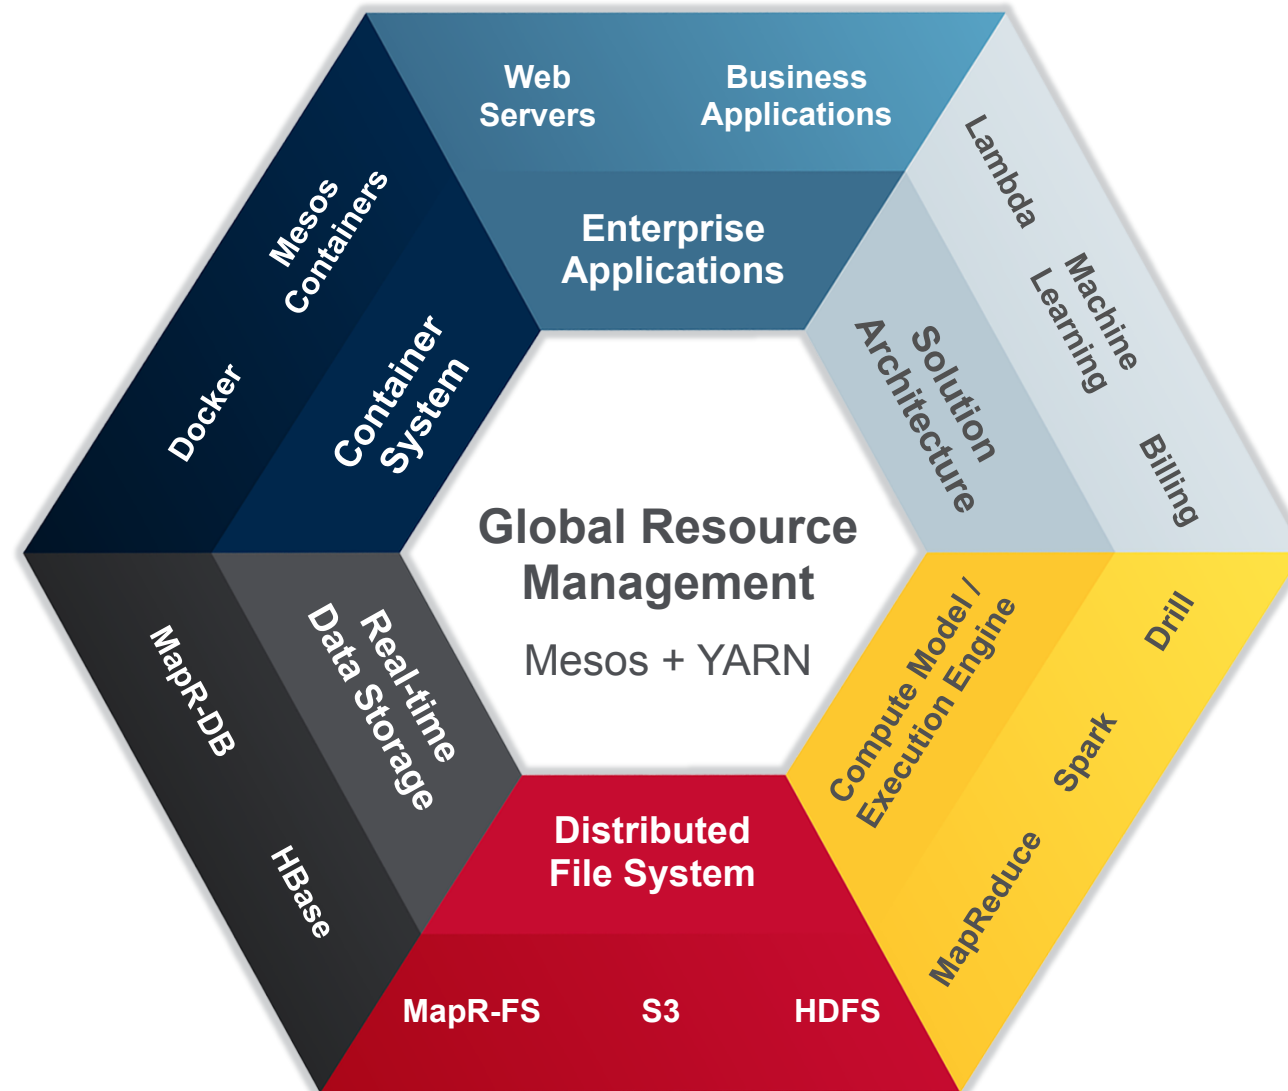 Web
Servers
Business
Applications
Enterprise
Applications
Lambda
Machine
Learning
Billing
Solution
Architecture
Mesos
Containers
Docker
Container
System
Global Resource
Management
Mesos + YARN
Real-time
Data Storage
MapR-DB
HBase
Compute Model /
Execution Engine
Drill
Spark
MapReduce
Distributed
File System
MapR-FS
S3
HDFS